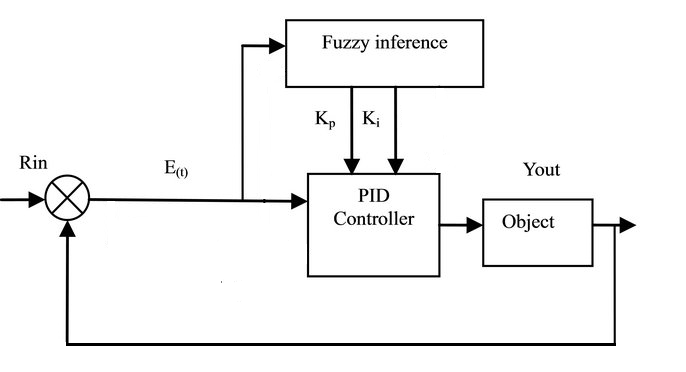 Fuzzy inference
Kp Ki
Rin
E(t)
Yout
PID
Controller
Object